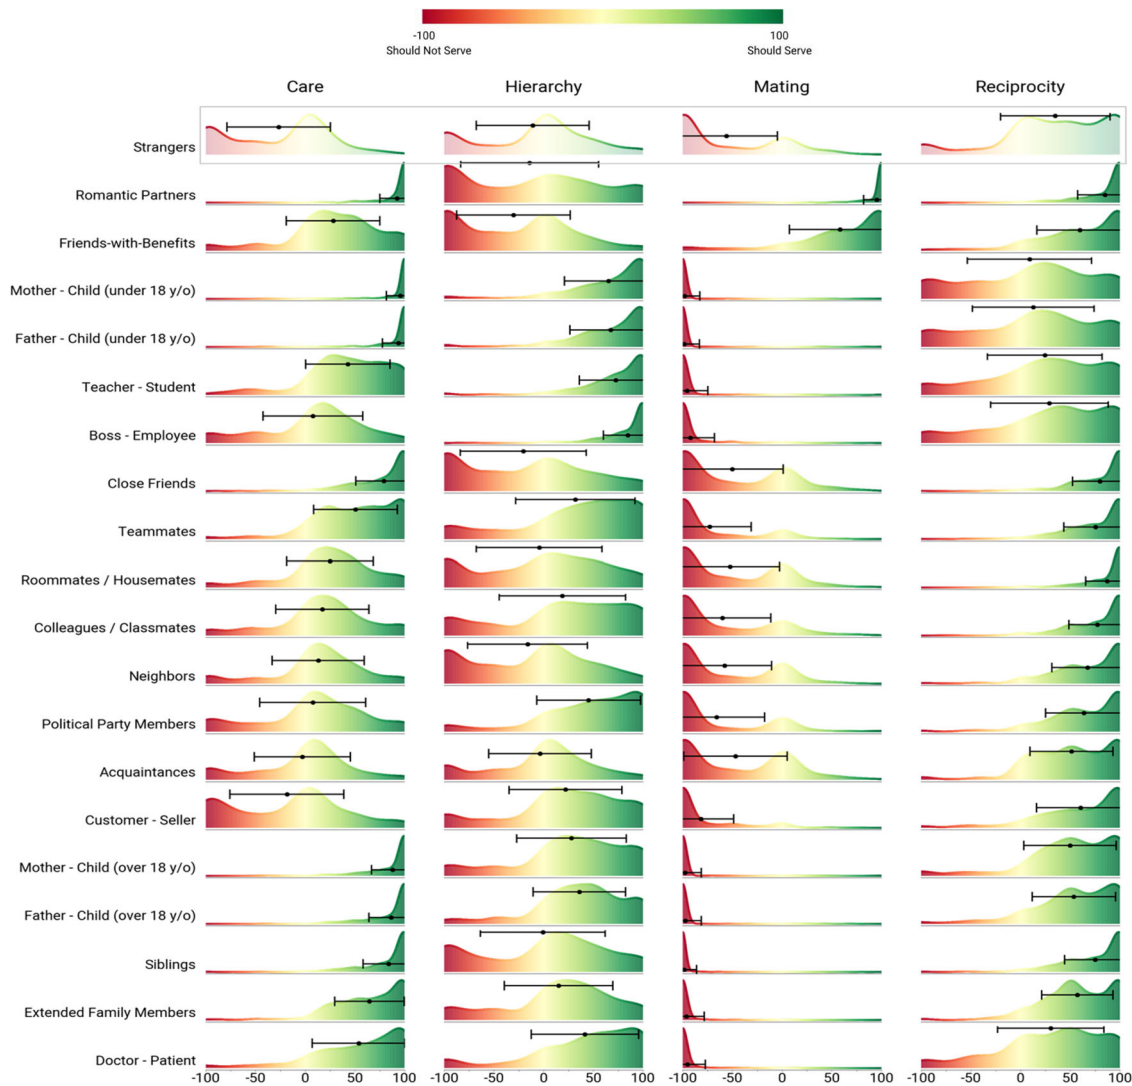 -100 100
Should Not Serve Should Serve
Care Hierarchy Mating Reciprocity
Strangers
Romantic Partners
Friends-with-Benefits
Mother - Child (under 18 y/o)
Father - Child (under 18 y/o)
Teacher - Student
Boss - Employee
Close Friends
Teammates
Roommates / Housemates
Colleagues / Classmates
Neighbors
Political Party Members
Acquaintances
Customer - Seller
Mother - Child (over 18 y/o)
Father - Child (over 18 y/o)
Siblings
Extended Family Members
Doctor - Patient
-100 -50 0 50 100 -100 -50 0 50 100 -100 -50 0 50 100 -100 -50 0 50 100